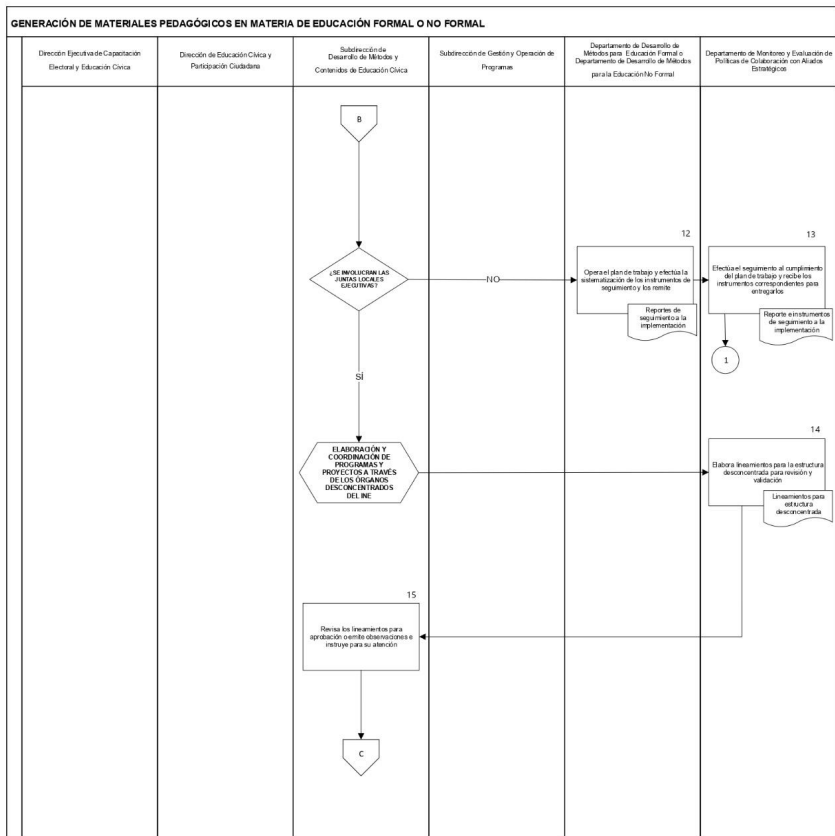 GENERACIÓN DE MATERIALES PEDAGÓGICOS EN MATERIA DE EDUCACIÓN FORMAL O NO FORMAL
Dirección Ejecutiva de Capacitación
Electoral y Educación Cívica
Dirección de Educación Cívica y
Participación Ciudadana
Subdirección de
Desarrollo de Métodos y
Contenidos de Educación Cívica
Subdirección de Gestión y Operación de
Programas
Departamento de Desarrollo de
Métodos para Educación Formal o
Departamento de Desarrollo de Métodos
para la Educación No Formal
Departamento de Monitoreo y Evaluación de
Políticas de Colaboración con Aliados
Estratégicos
B
¿SE INVOLUCRAN LAS
JUNTAS LOCALES
EJECUTIVAS?
NO
12
Opera el plan de trabajo y efectúa la
sistematización de los instrumentos de
seguimiento y los remite
Reportes de
seguimiento a la
implementación
13
Efectúa el seguimiento al cumplimiento
del plan de trabajo y recibe los
instrumentos correspondientes para
entregarlos
Reporte e instrumentos
de seguimiento a la
implementación
1
SÍ
ELABORACIÓN Y
COORDINACIÓN DE
PROGRAMAS Y
PROYECTOS A TRAVÉS
DE LOS ÓRGANOS
DESCONCENTRADOS
DEL INE
14
Elabora lineamientos para la estructura
desconcentrada para revisión y
validación
Lineamientos para
estructura
desconcentrada
15
Revisa los lineamientos para
aprobación o emite observaciones e
instruye para su atención
C